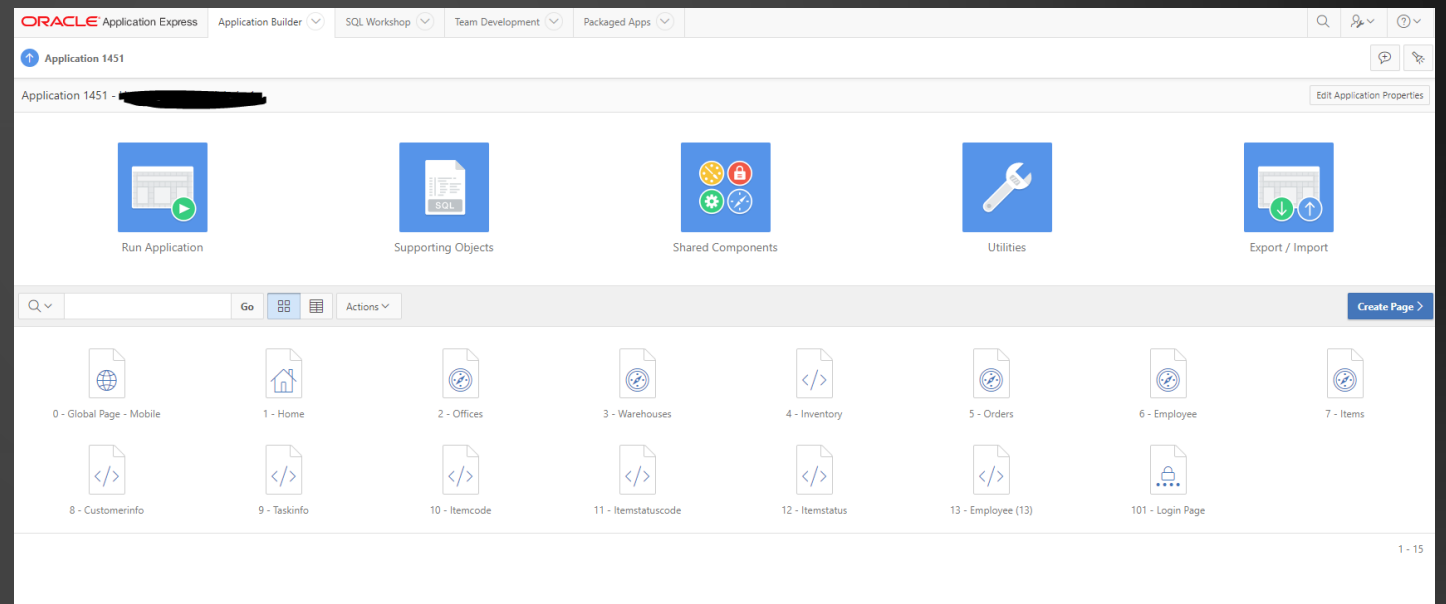 ORACLE Application Express Application Builder SQL Workshop Team Development Packaged Apps
Application 1451
Application 1451 -
Edit Application Properties
SQL
Run Application Supporting Objects Shared Components Utilities Export / Import
Go Actions Create Page >
</>
0 - Global Page - Mobile 1 - Home 2 - Offices 3 - Warehouses 4 - Inventory 5 - Orders 6 - Employee 7 - Items
</> </> </> </> </> </>
8 - Customerinfo 9 - Taskinfo 10 - Itemcode 11 - Itemstatuscode 12 - Itemstatus 13 - Employee (13) 101 - Login Page
1 - 15